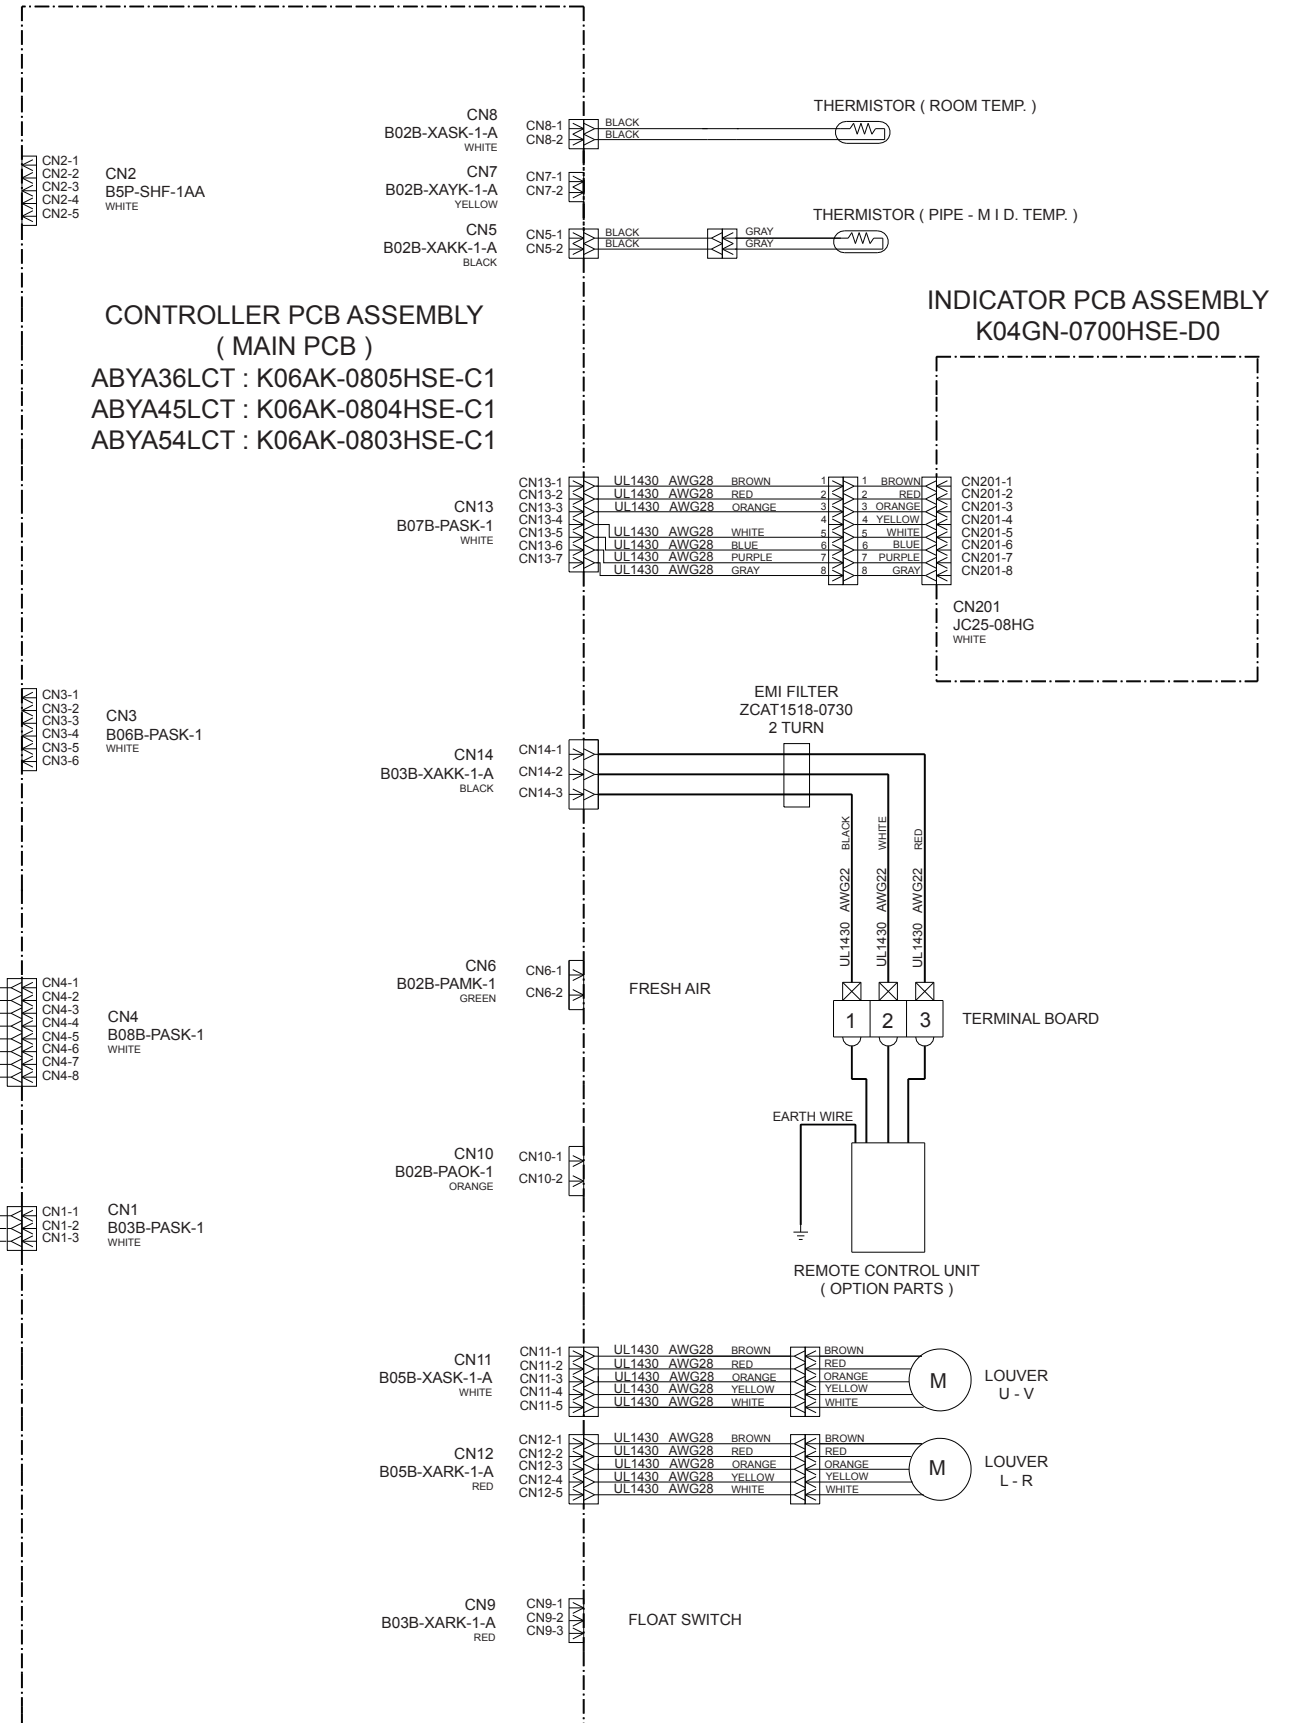 CN8
B02B-XASK-1-A
WHITE
CN8-1
CN8-2
BLACK
BLACK
THERMISTOR ( ROOM TEMP. )
CN2-1
CN2-2
CN2-3
CN2-4
CN2-5
CN2
B5P-SHF-1AA
WHITE
CN7
B02B-XAYK-1-A
YELLOW
CN7-1
CN7-2
CN5
B02B-XAKK-1-A
BLACK
CN5-1
CN5-2
BLACK
BLACK
GRAY
GRAY
THERMISTOR ( PIPE - M I D. TEMP. )
CONTROLLER PCB ASSEMBLY
( MAIN PCB )
ABYA36LCT : K06AK-0805HSE-C1
ABYA45LCT : K06AK-0804HSE-C1
ABYA54LCT : K06AK-0803HSE-C1
INDICATOR PCB ASSEMBLY
K04GN-0700HSE-D0
CN13
B07B-PASK-1
WHITE
CN13-1
CN13-2
CN13-3
CN13-4
CN13-5
CN13-6
CN13-7
UL1430 AWG28 BROWN 1
UL1430 AWG28 RED 2
UL1430 AWG28 ORANGE 3
4
UL1430 AWG28 WHITE 5
UL1430 AWG28 BLUE 6
UL1430 AWG28 PURPLE 7
UL1430 AWG28 GRAY 8
1 BROWN
2 RED
3 ORANGE
4 YELLOW
5 WHITE
6 BLUE
7 PURPLE
8 GRAY
CN201-1
CN201-2
CN201-3
CN201-4
CN201-5
CN201-6
CN201-7
CN201-8
CN201
JC25-08HG
WHITE
CN3-1
CN3-2
CN3-3
CN3-4
CN3-5
CN3-6
CN3
B06B-PASK-1
WHITE
EMI FILTER
ZCAT1518-0730
2 TURN
CN14
B03B-XAKK-1-A
BLACK
CN14-1
CN14-2
CN14-3
UL1430 AWG22 BLACK
UL1430 AWG22 WHITE
UL1430 AWG22 RED
CN4-1
CN4-2
CN4-3
CN4-4
CN4-5
CN4-6
CN4-7
CN4-8
CN4
B08B-PASK-1
WHITE
CN6
B02B-PAMK-1
GREEN
CN6-1
CN6-2
FRESH AIR
1 2 3
TERMINAL BOARD
EARTH WIRE
CN10
B02B-PAOK-1
ORANGE
CN10-1
CN10-2
CN1-1
CN1-2
CN1-3
CN1
B03B-PASK-1
WHITE
REMOTE CONTROL UNIT
( OPTION PARTS )
CN11
B05B-XASK-1-A
WHITE
CN11-1
CN11-2
CN11-3
CN11-4
CN11-5
UL1430 AWG28 BROWN
UL1430 AWG28 RED
UL1430 AWG28 ORANGE
UL1430 AWG28 YELLOW
UL1430 AWG28 WHITE
BROWN
RED
ORANGE
YELLOW
WHITE
M
LOUVER
U - V
CN12
B05B-XARK-1-A
RED
CN12-1
CN12-2
CN12-3
CN12-4
CN12-5
UL1430 AWG28 BROWN
UL1430 AWG28 RED
UL1430 AWG28 ORANGE
UL1430 AWG28 YELLOW
UL1430 AWG28 WHITE
BROWN
RED
ORANGE
YELLOW
WHITE
M
LOUVER
L - R
CN9
B03B-XARK-1-A
RED
CN9-1
CN9-2
CN9-3
FLOAT SWITCH